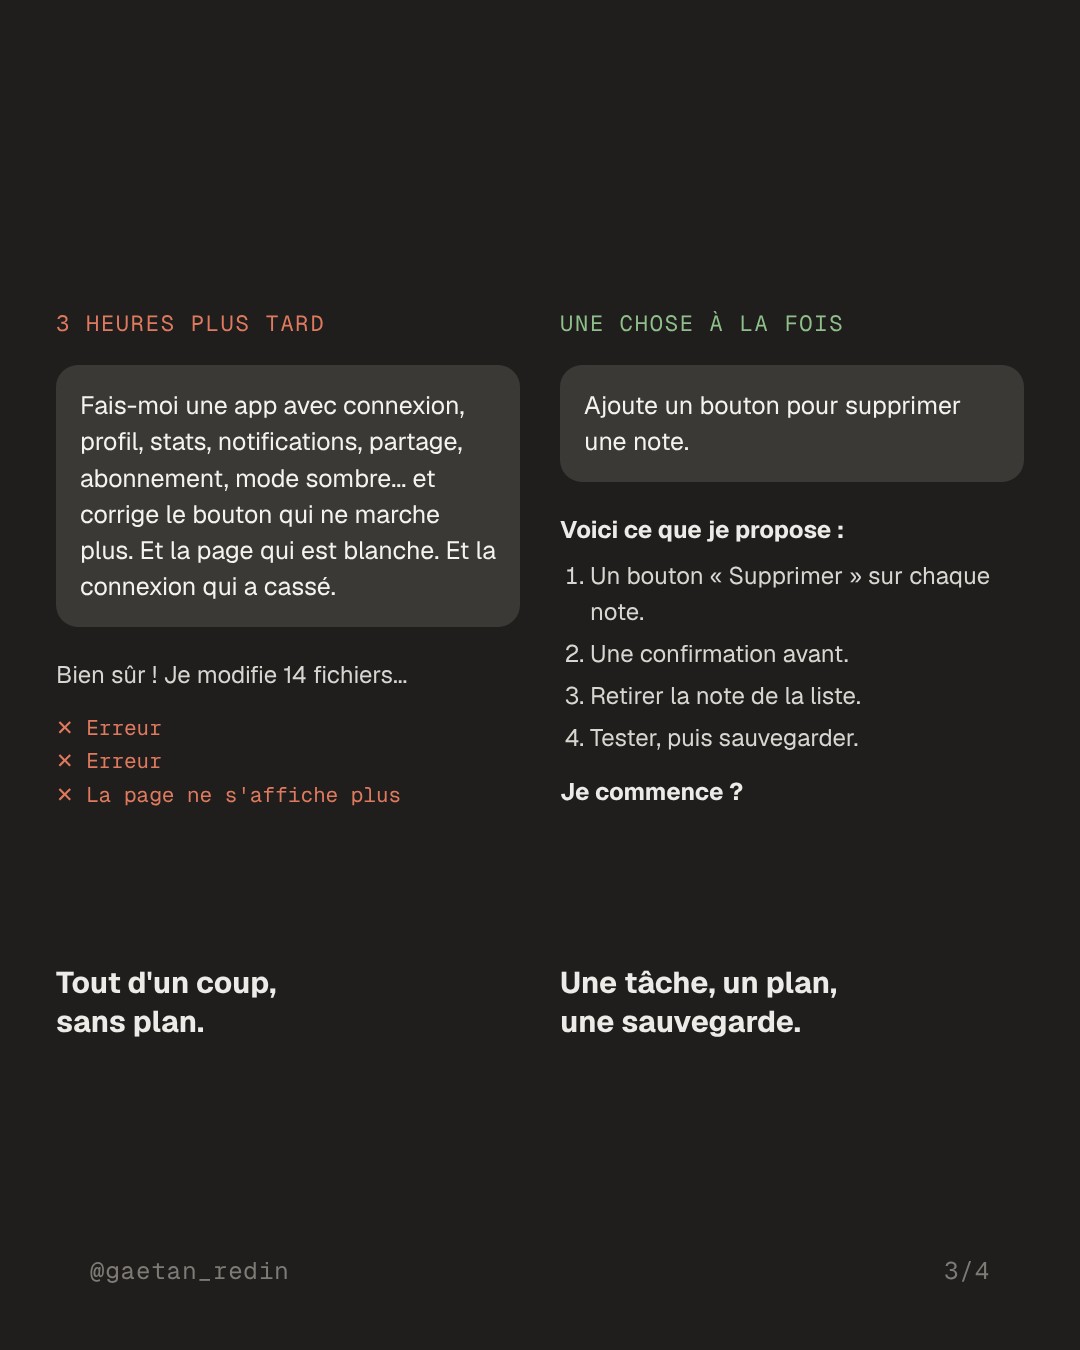 3 HEURES PLUS TARD
Fais-moi une app avec connexion,
profil, stats, notifications, partage,
abonnement, mode sombre... et
corrige le bouton qui ne marche
plus. Et la page qui est blanche. Et la
connexion qui a cassé.
Bien sûr ! Je modifie 14 fichiers...
✕ Erreur
✕ Erreur
✕ La page ne s'affiche plus
Tout d'un coup,
sans plan.
UNE CHOSE À LA FOIS
Ajoute un bouton pour supprimer
une note.
Voici ce que je propose :
1. Un bouton « Supprimer » sur chaque
note.
2. Une confirmation avant.
3. Retirer la note de la liste.
4. Tester, puis sauvegarder.
Je commence ?
Une tâche, un plan,
une sauvegarde.
@gaetan_redin
3/4